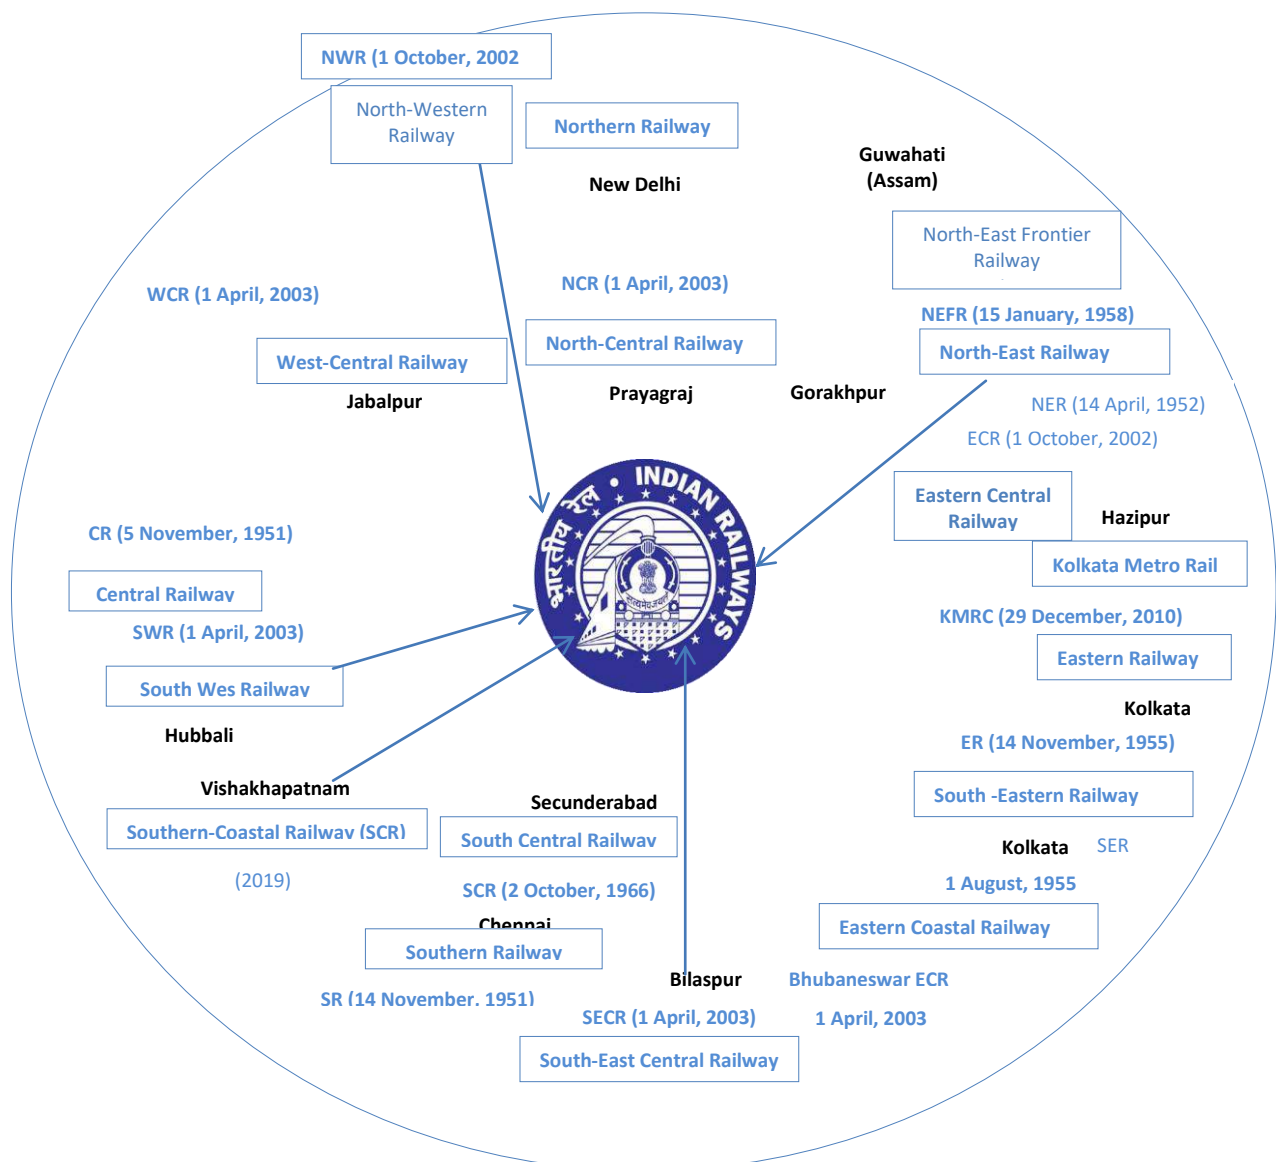 NWR (1 October, 2002
North-Western
Railway
Northern Railway
New Delhi
Guwahati
(Assam)
North-East Frontier
Railway
NEFR (15 January, 1958)
WCR (1 April, 2003)
West-Central Railway
Jabalpur
NCR (1 April, 2003)
North-Central Railway
Prayagraj
Gorakhpur
North-East Railway
NER (14 April, 1952)
ECR (1 October, 2002)
Eastern Central
Railway
Hazipur
भारतीय रेल • INDIAN RAILWAYS
सत्यमेव जयते
CR (5 November, 1951)
Central Railway
SWR (1 April, 2003)
South Wes Railway
Hubbali
Kolkata Metro Rail
KMRC (29 December, 2010)
Eastern Railway
Kolkata
ER (14 November, 1955)
South -Eastern Railway
Kolkata SER
1 August, 1955
Vishakhapatnam
Southern-Coastal Railway (SCR)
(2019)
Secunderabad
South Central Railway
SCR (2 October, 1966)
Chennai
Southern Railway
SR (14 November, 1951)
Eastern Coastal Railway
Bhubaneswar ECR
1 April, 2003
Bilaspur
SECR (1 April, 2003)
South-East Central Railway